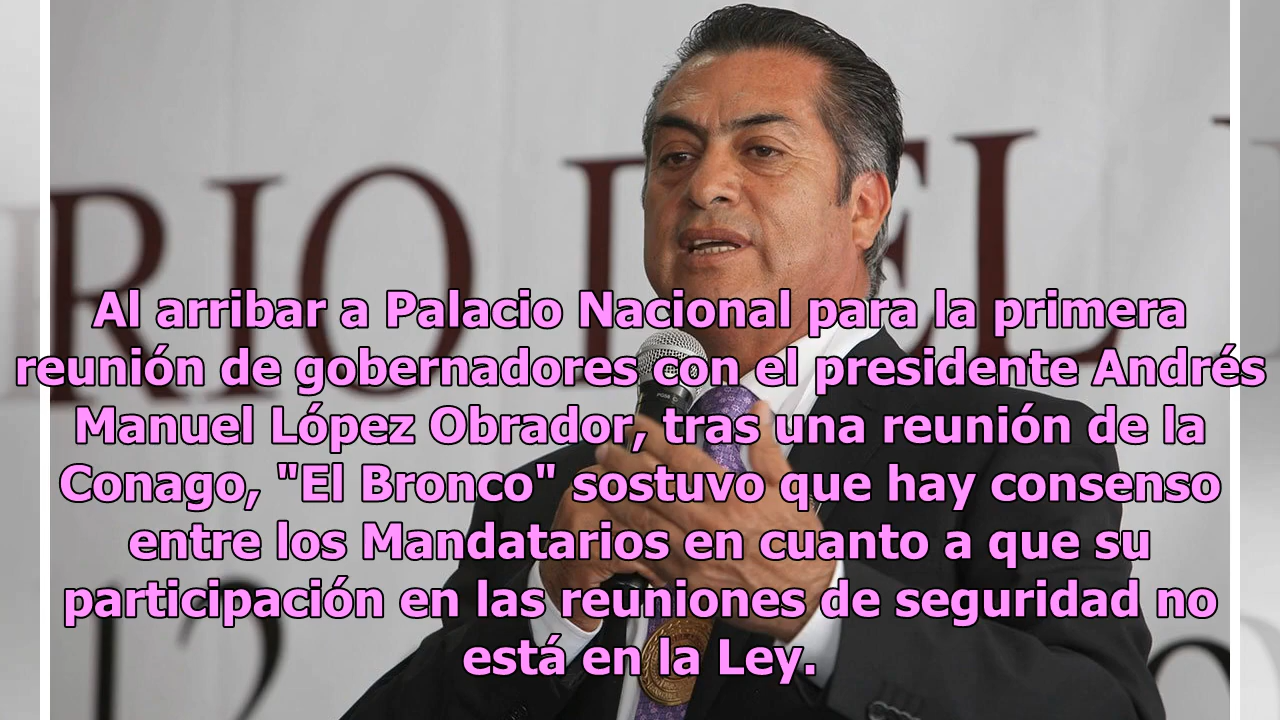 RIO DEL
Al arribar a Palacio Nacional para la primera
reunión de gobernadores con el presidente Andrés
Manuel López Obrador, tras una reunión de la
Conago, "El Bronco" sostuvo que hay consenso
entre los Mandatarios en cuanto a que su
participación en las reuniones de seguridad no
está en la Ley.